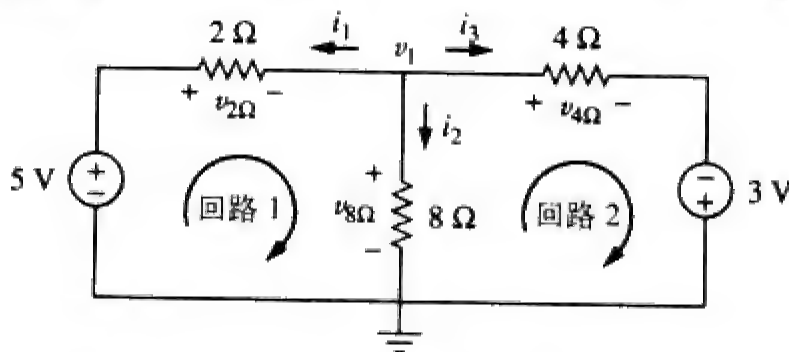 2 Ω i₁ v₁ i₃ 4 Ω
+ v₂Ω − + v₄Ω −
i₂
5 V + − 回路 1 + v₈Ω − 8 Ω 回路 2 − + 3 V